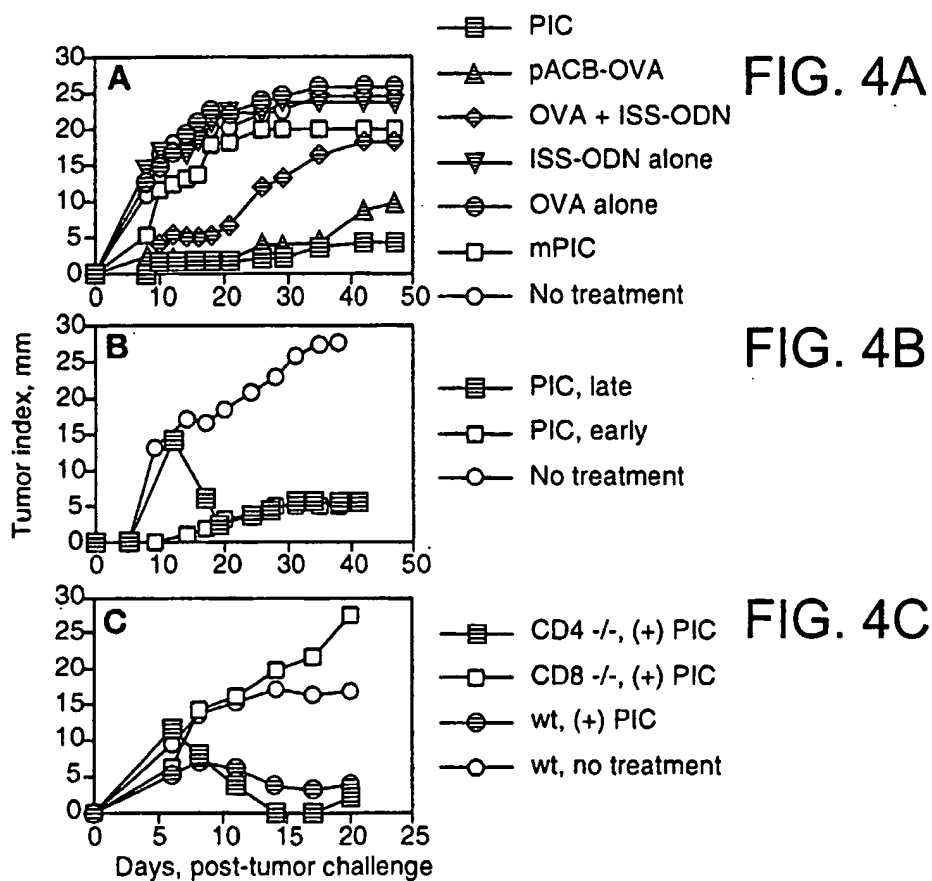 FIG. 4A
A
30
25
20
15
10
5
0
0 10 20 30 40 50
PIC
pACB-OVA
OVA + ISS-ODN
ISS-ODN alone
OVA alone
mPIC
No treatment
FIG. 4B
B
30
25
20
15
10
5
0
0 10 20 30 40 50
PIC, late
PIC, early
No treatment
Tumor index, mm
FIG. 4C
C
30
25
20
15
10
5
0
0 5 10 15 20 25
CD4 -/-, (+) PIC
CD8 -/-, (+) PIC
wt, (+) PIC
wt, no treatment
Days, post-tumor challenge